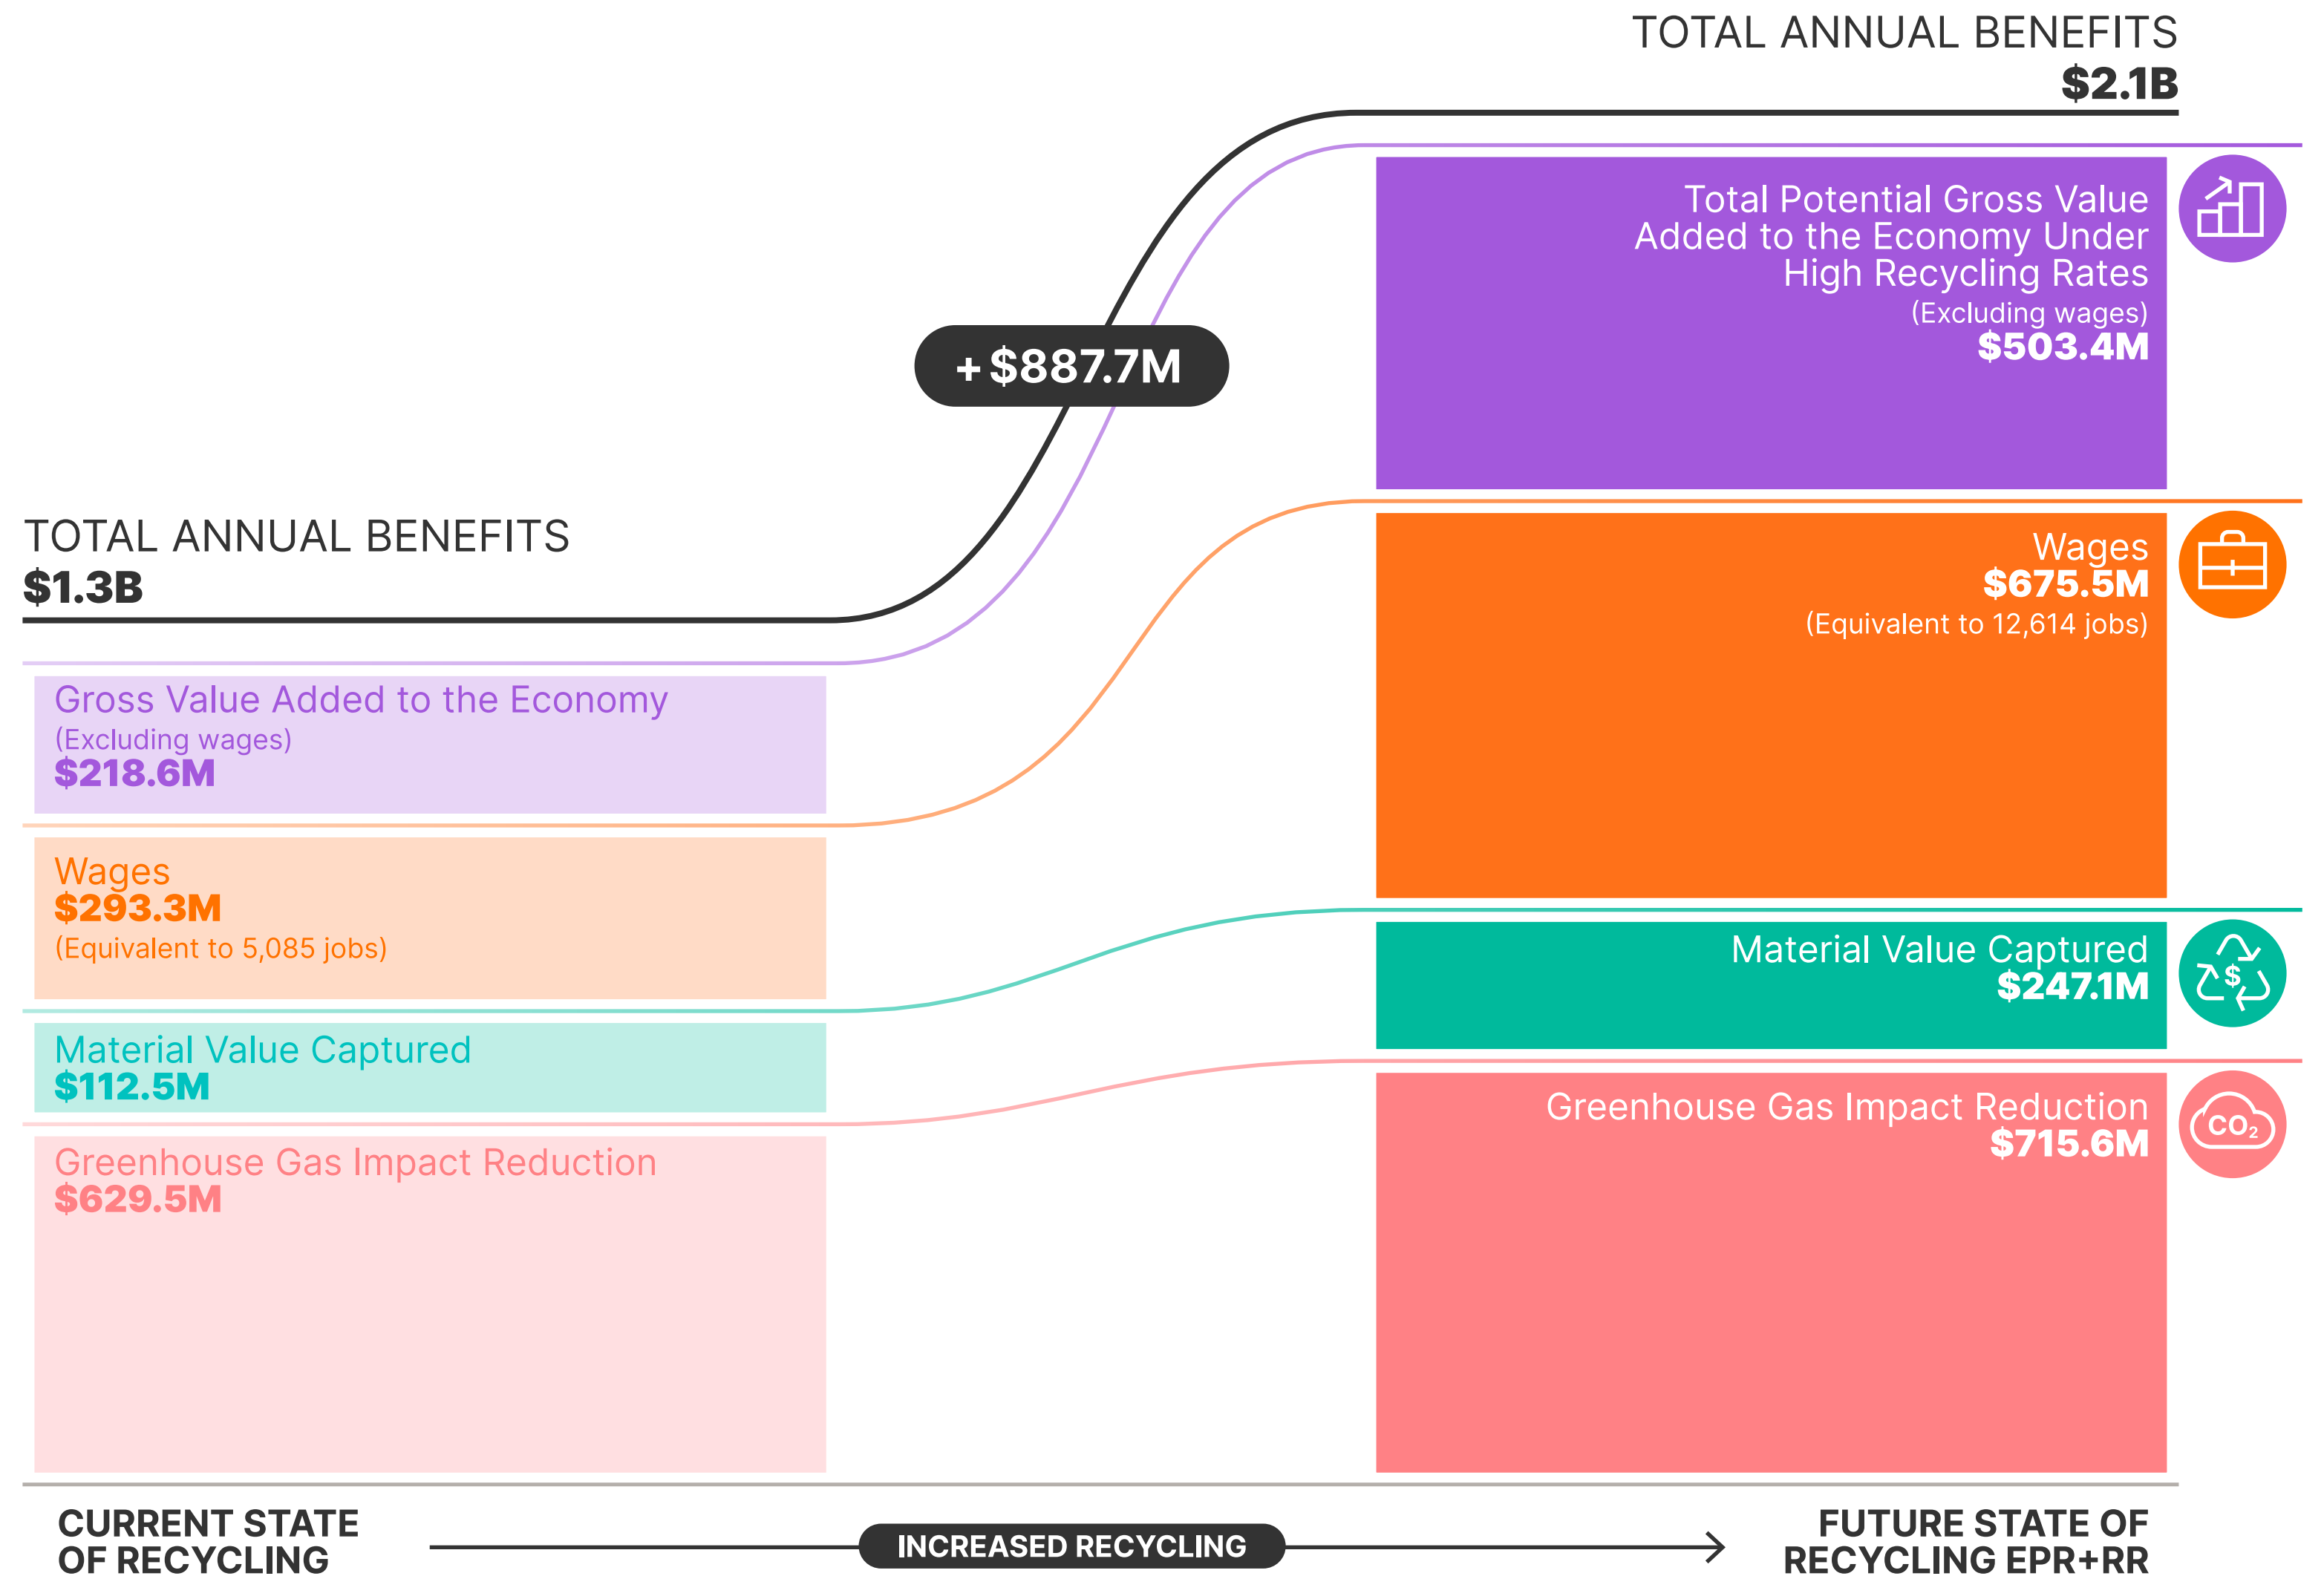 TOTAL ANNUAL BENEFITS
$2.1B
Total Potential Gross Value
Added to the Economy Under
High Recycling Rates
(Excluding wages)
$503.4M
+$887.7M
TOTAL ANNUAL BENEFITS
$1.3B
Wages
$675.5M
(Equivalent to 12,614 jobs)
Gross Value Added to the Economy
(Excluding wages)
$218.6M
Wages
$293.3M
(Equivalent to 5,085 jobs)
Material Value Captured
$247.1M
$
Material Value Captured
$112.5M
Greenhouse Gas Impact Reduction
$715.6M
CO₂
Greenhouse Gas Impact Reduction
$629.5M
CURRENT STATE
OF RECYCLING
INCREASED RECYCLING
FUTURE STATE OF
RECYCLING EPR+RR